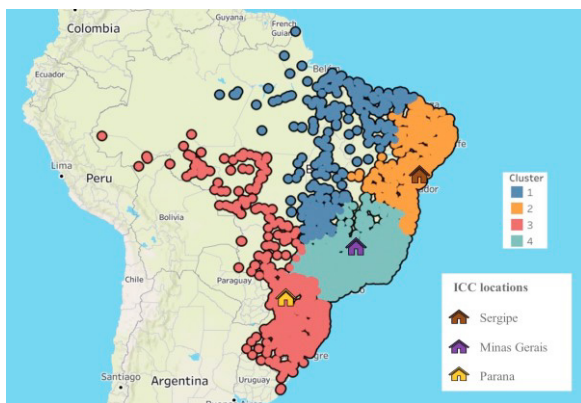 Colombia
Guyana
French
Guiana
Ecuador
Belém
Lima
Peru
Brasília
Bolivia
Chile
Paraguay
Santiago
Argentina
Uruguay
Cluster
1
2
3
4
ICC locations
Sergipe
Minas Gerais
Parana